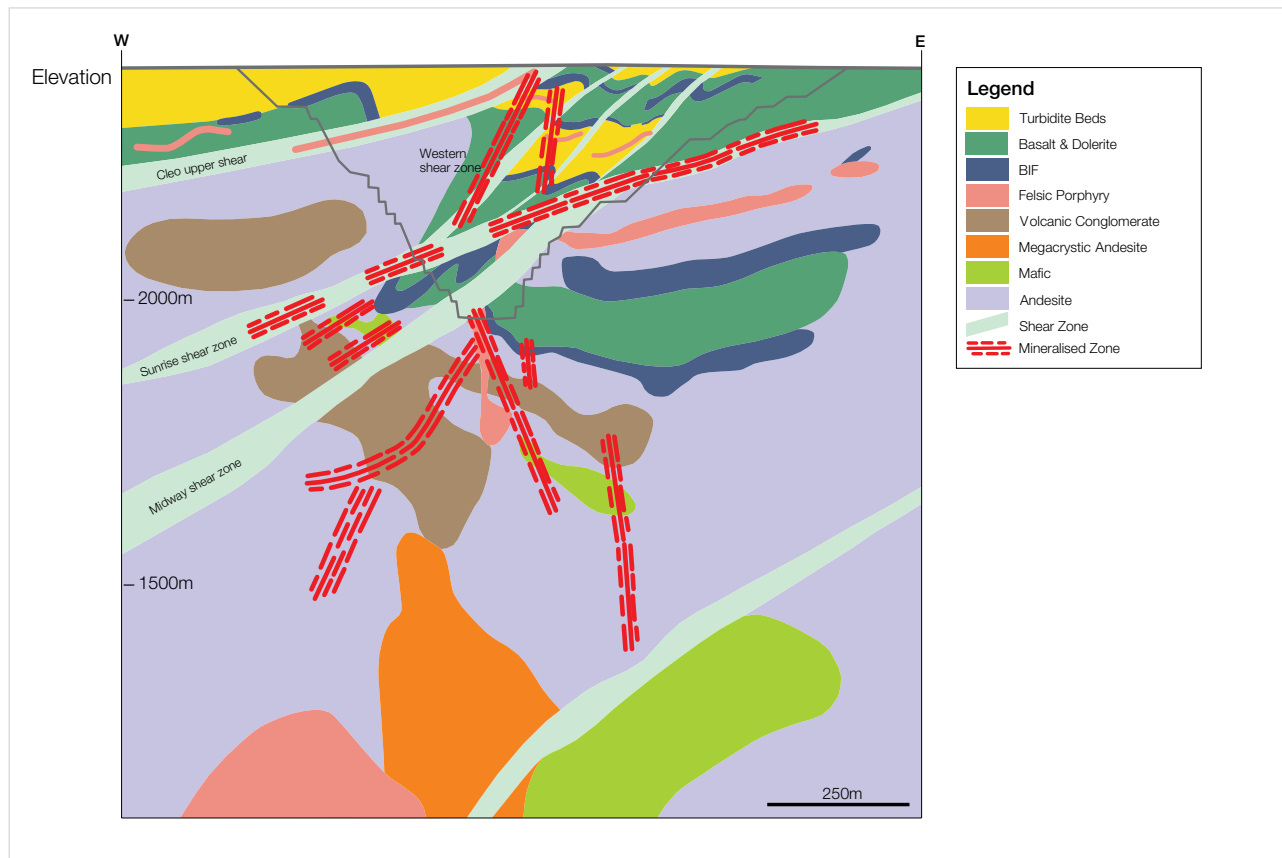 W
E
Elevation
Legend
Turbidite Beds
Basalt & Dolerite
BIF
Felsic Porphyry
Volcanic Conglomerate
Megacrystic Andesite
Mafic
Andesite
Shear Zone
Mineralised Zone
Western
shear zone
Cleo upper shear
2000m
Sunrise shear zone
Midway shear zone
1500m
250m